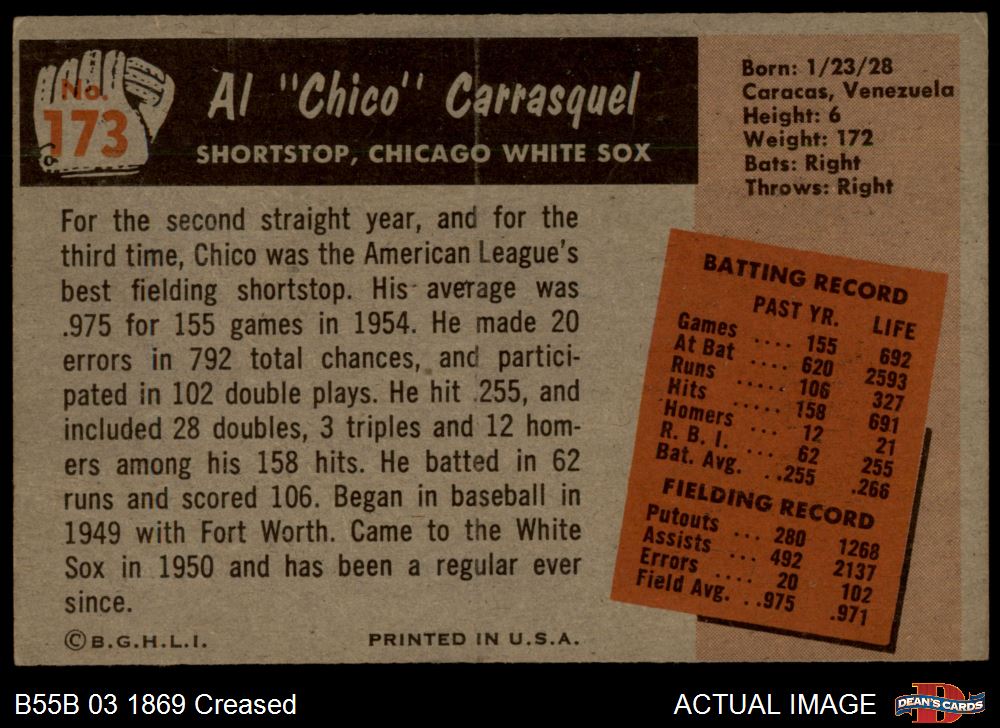 No.
173
Al "Chico" Carrasquel
SHORTSTOP, CHICAGO WHITE SOX
Born: 1/23/28
Caracas, Venezuela
Height: 6
Weight: 172
Bats: Right
Throws: Right
For the second straight year, and for the
third time, Chico was the American League's
best fielding shortstop. His average was
.975 for 155 games in 1954. He made 20
errors in 792 total chances, and partici-
pated in 102 double plays. He hit .255, and
included 28 doubles, 3 triples and 12 hom-
ers among his 158 hits. He batted in 62
runs and scored 106. Began in baseball in
1949 with Fort Worth. Came to the White
Sox in 1950 and has been a regular ever
since.
© B.G.H.L.I.
PRINTED IN U.S.A.
BATTING RECORD
PAST YR. LIFE
Games .... 155 692
At Bat .... 620 2593
Runs ..... 106 327
Hits ..... 158 691
Homers .... 12 21
R. B. I. .... 62 255
Bat. Avg. ..255 .266
FIELDING RECORD
Putouts ... 280 1268
Assists ... 492 2137
Errors .... 20 102
Field Avg. ..975 .971
B55B 03 1869 Creased
ACTUAL IMAGE
D
DEAN'S CARDS